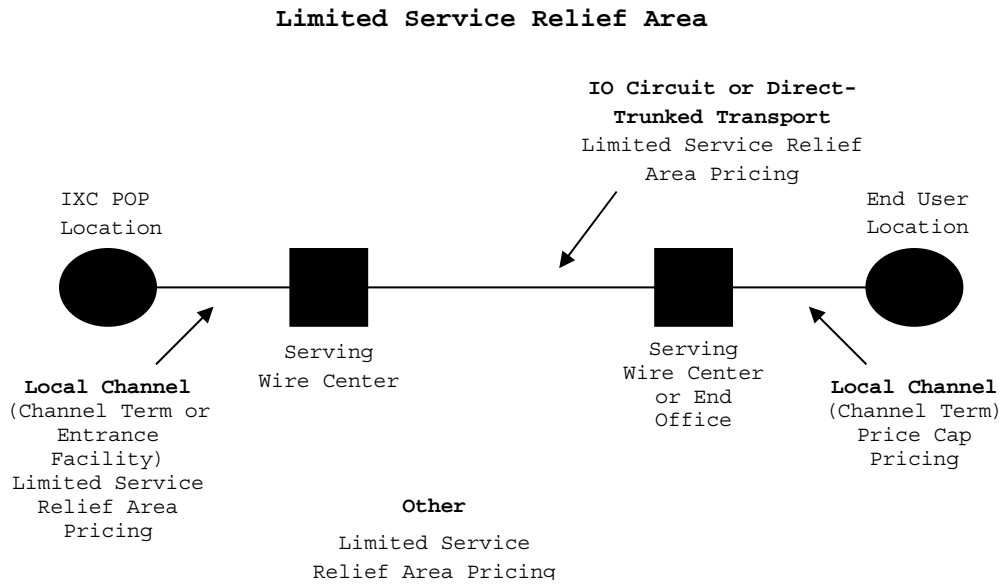 Limited Service Relief Area
IO Circuit or Direct-
Trunked Transport
Limited Service Relief
Area Pricing
IXC POP
Location
End User
Location
Serving
Wire Center
Serving
Wire Center
or End
Office
Local Channel
(Channel Term or
Entrance
Facility)
Limited Service
Relief Area
Pricing
Local Channel
(Channel Term)
Price Cap
Pricing
Other
Limited Service
Relief Area Pricing